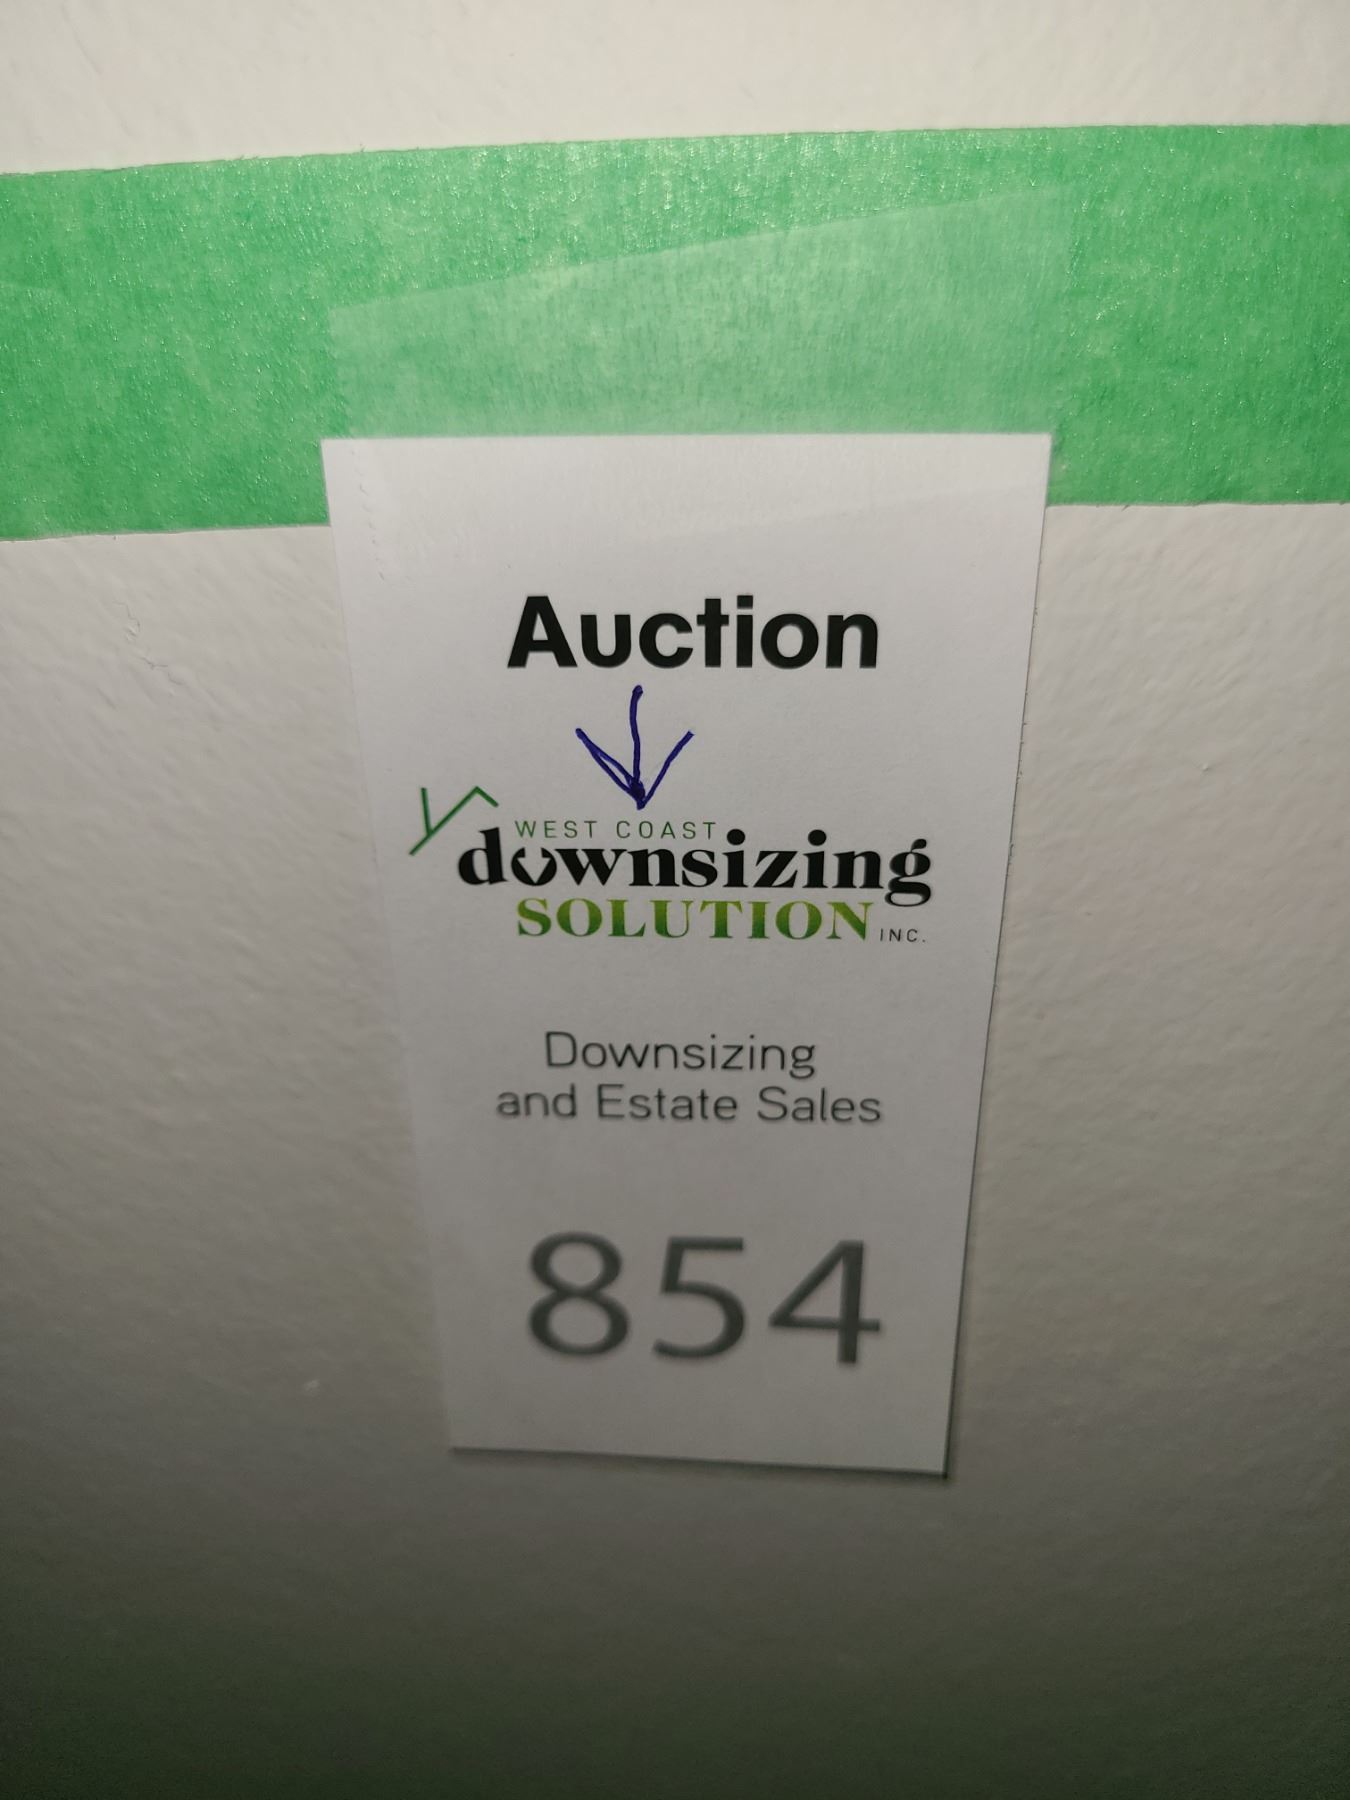 Auction
WEST COAST
downsizing
SOLUTION INC.
Downsizing
and Estate Sales
854